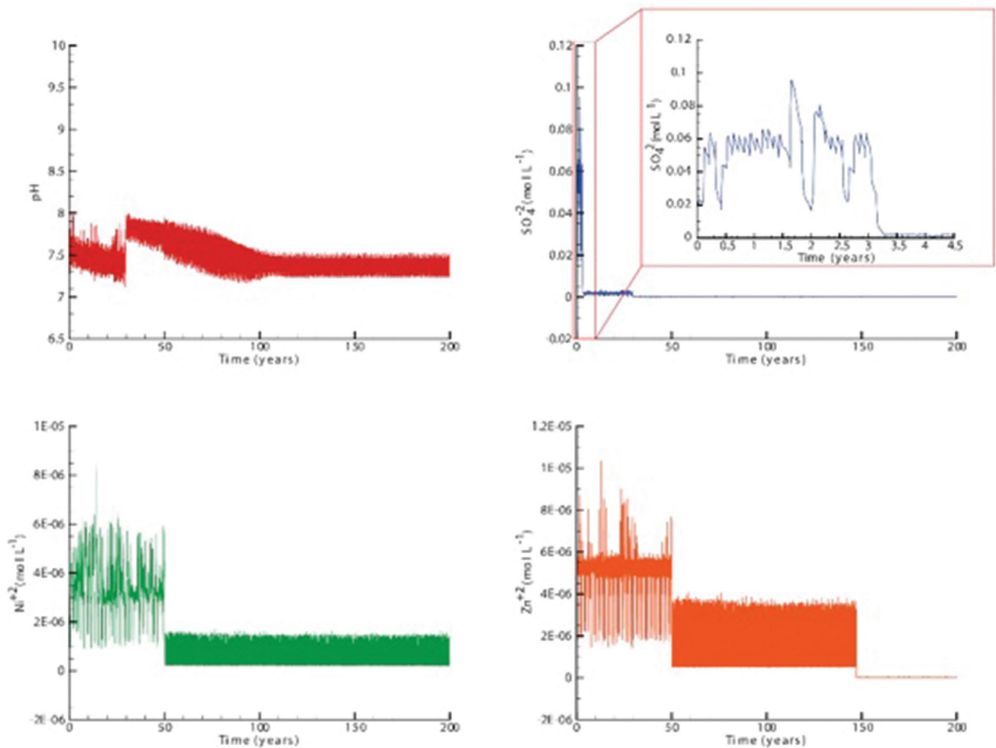 pH
10
9.5
9
8.5
8
7.5
7
6.5
0 50 100 150 200
Time (years)
SO₄⁻² (mol L⁻¹)
0.12
0.1
0.08
0.06
0.04
0.02
0
-0.02
0 50 100 150 200
Time (years)
SO₄² (mol L⁻¹)
0.12
0.1
0.08
0.06
0.04
0.02
0
0 0.5 1 1.5 2 2.5 3 3.5 4 4.5
Time (years)
Ni⁺² (mol L⁻¹)
1E-05
8E-06
6E-06
4E-06
2E-06
0
-2E-06
0 50 100 150 200
Time (years)
Zn⁺² (mol L⁻¹)
1.2E-05
1E-05
8E-06
6E-06
4E-06
2E-06
0
-2E-06
0 50 100 150 200
Time (years)